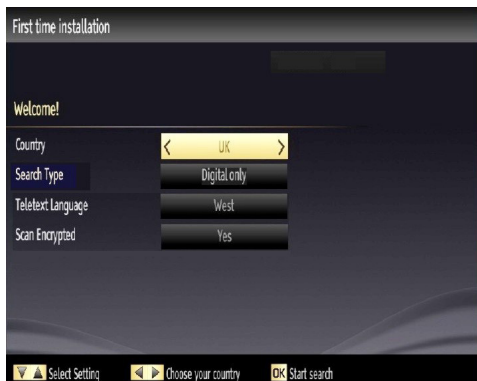 First time installation
Welcome!
Country < UK >
Search Type Digital only
Teletext Language West
Scan Encrypted Yes
Select Setting Choose your country OK Start search